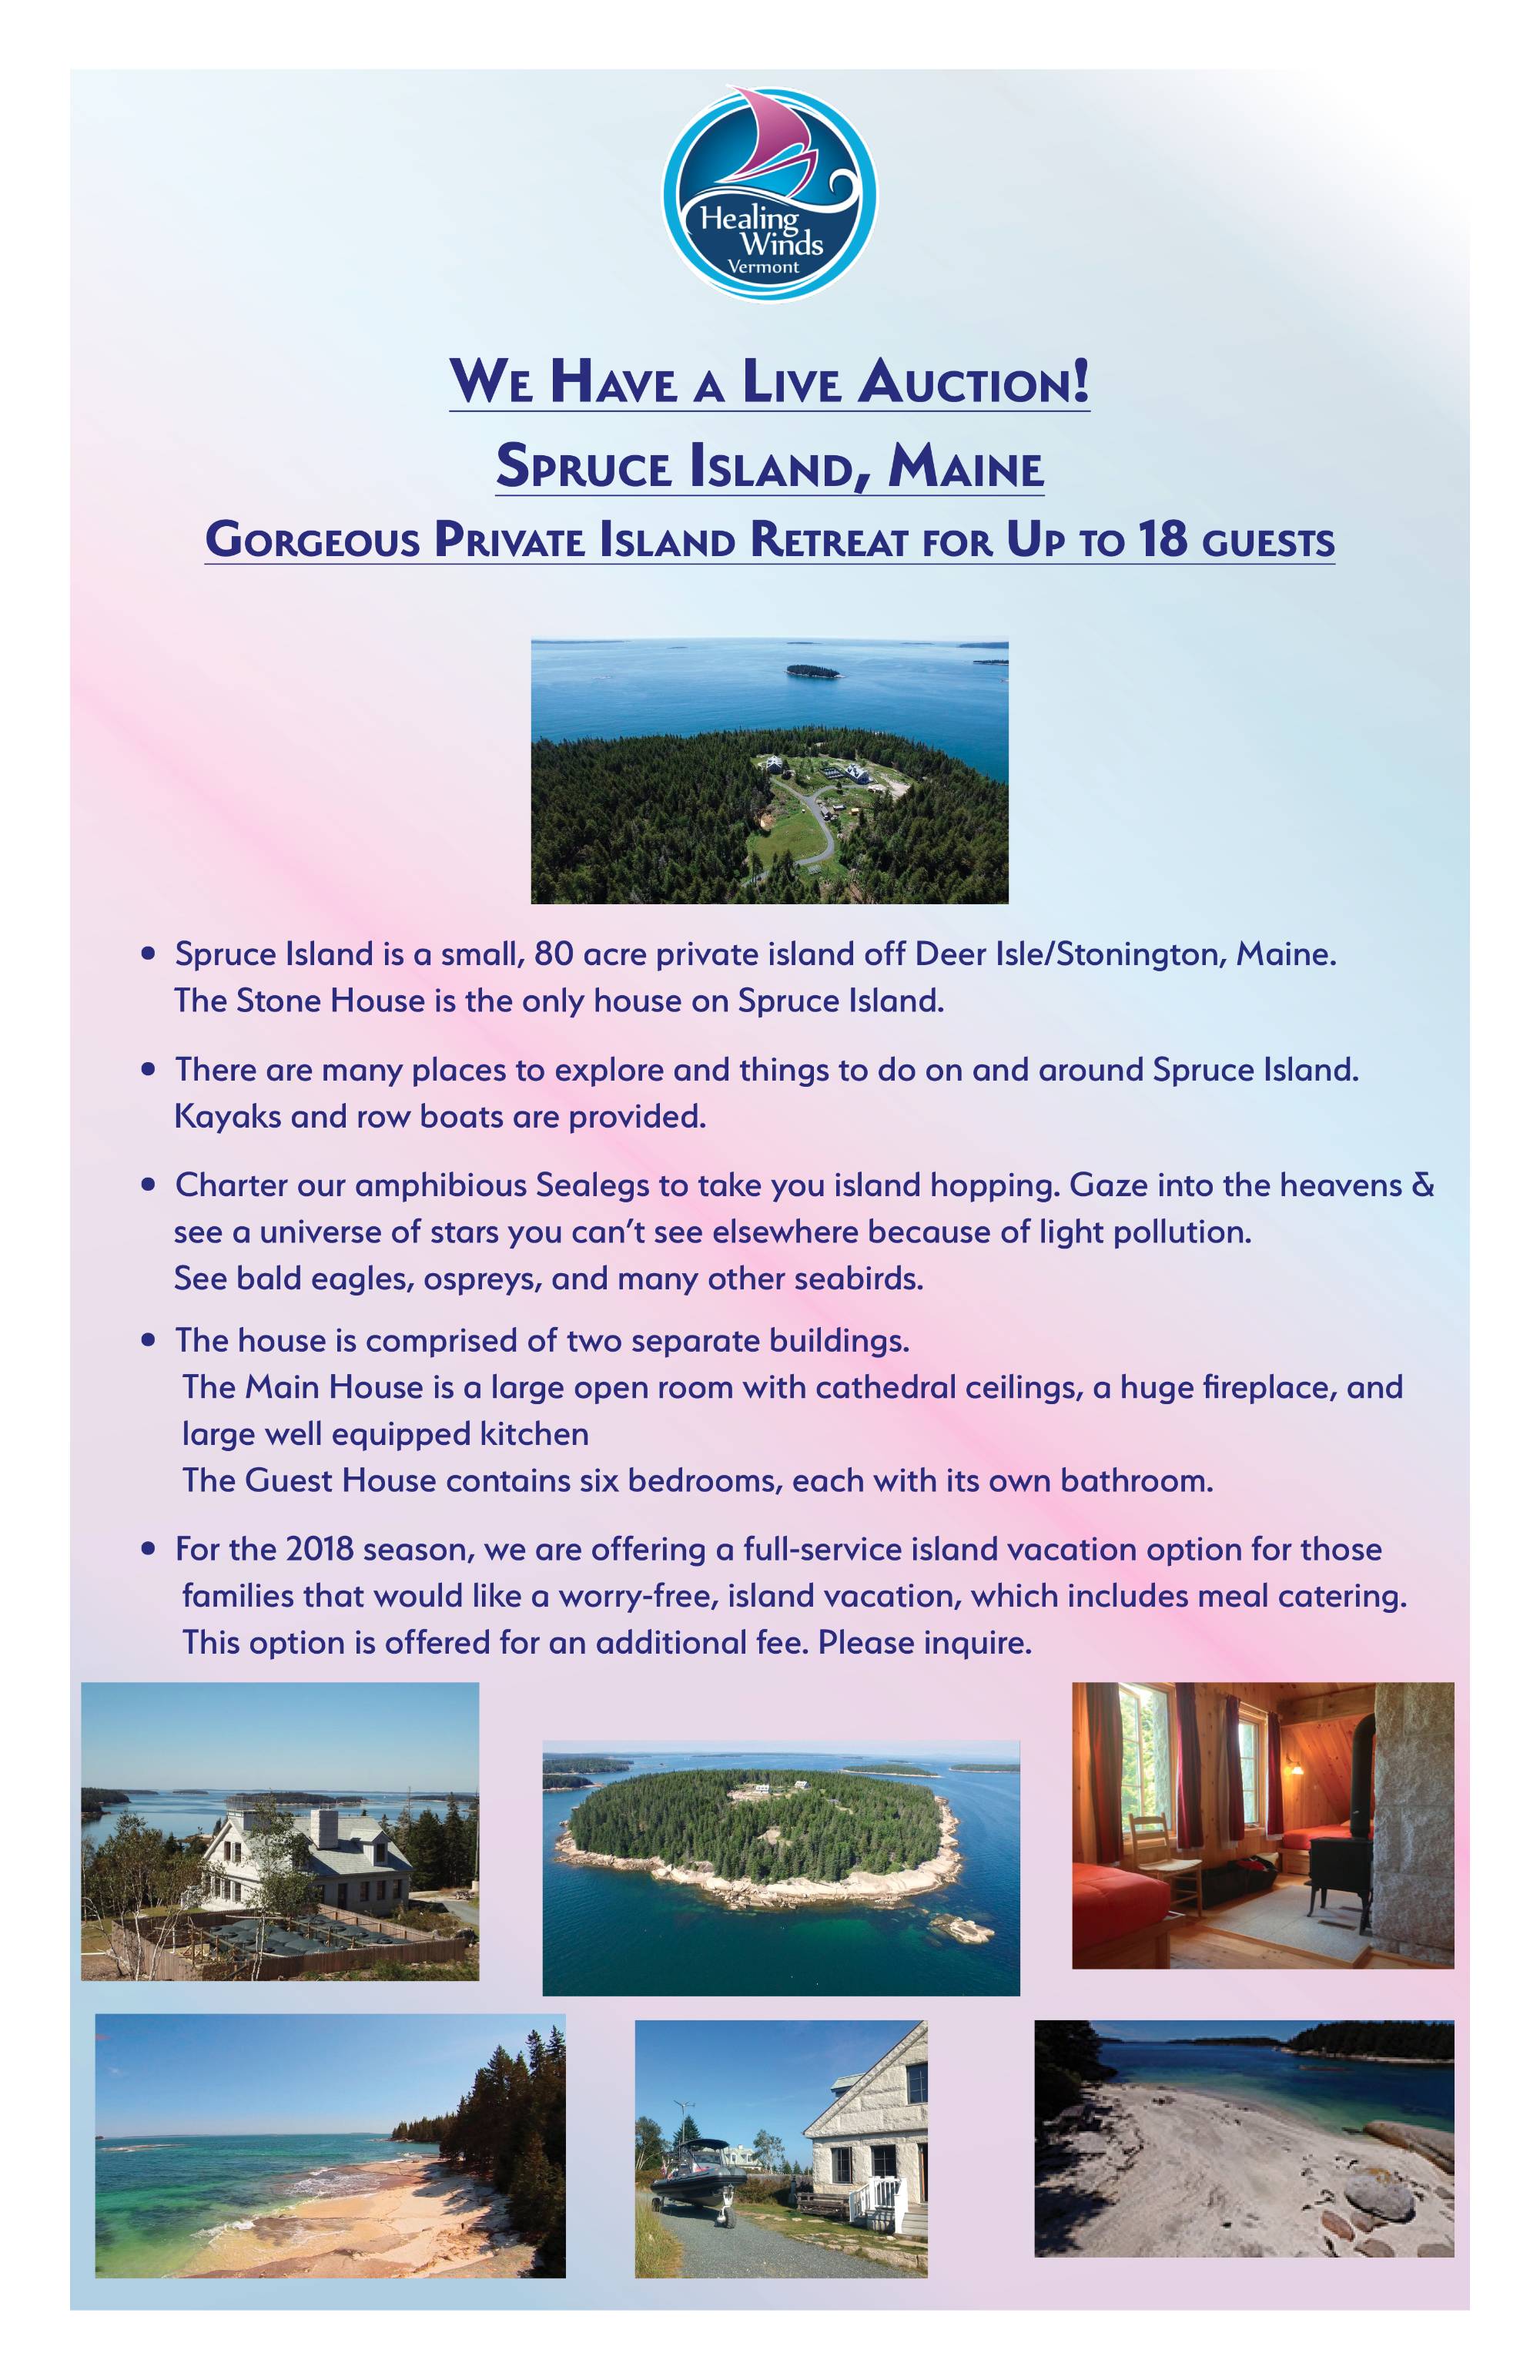 Healing
Winds
Vermont
We Have a Live Auction!
Spruce Island, Maine
Gorgeous Private Island Retreat for Up to 18 guests
• Spruce Island is a small, 80 acre private island off Deer Isle/Stonington, Maine.
The Stone House is the only house on Spruce Island.
• There are many places to explore and things to do on and around Spruce Island.
Kayaks and row boats are provided.
• Charter our amphibious Sealegs to take you island hopping. Gaze into the heavens &
see a universe of stars you can't see elsewhere because of light pollution.
See bald eagles, ospreys, and many other seabirds.
• The house is comprised of two separate buildings.
The Main House is a large open room with cathedral ceilings, a huge fireplace, and
large well equipped kitchen
The Guest House contains six bedrooms, each with its own bathroom.
• For the 2018 season, we are offering a full-service island vacation option for those
families that would like a worry-free, island vacation, which includes meal catering.
This option is offered for an additional fee. Please inquire.